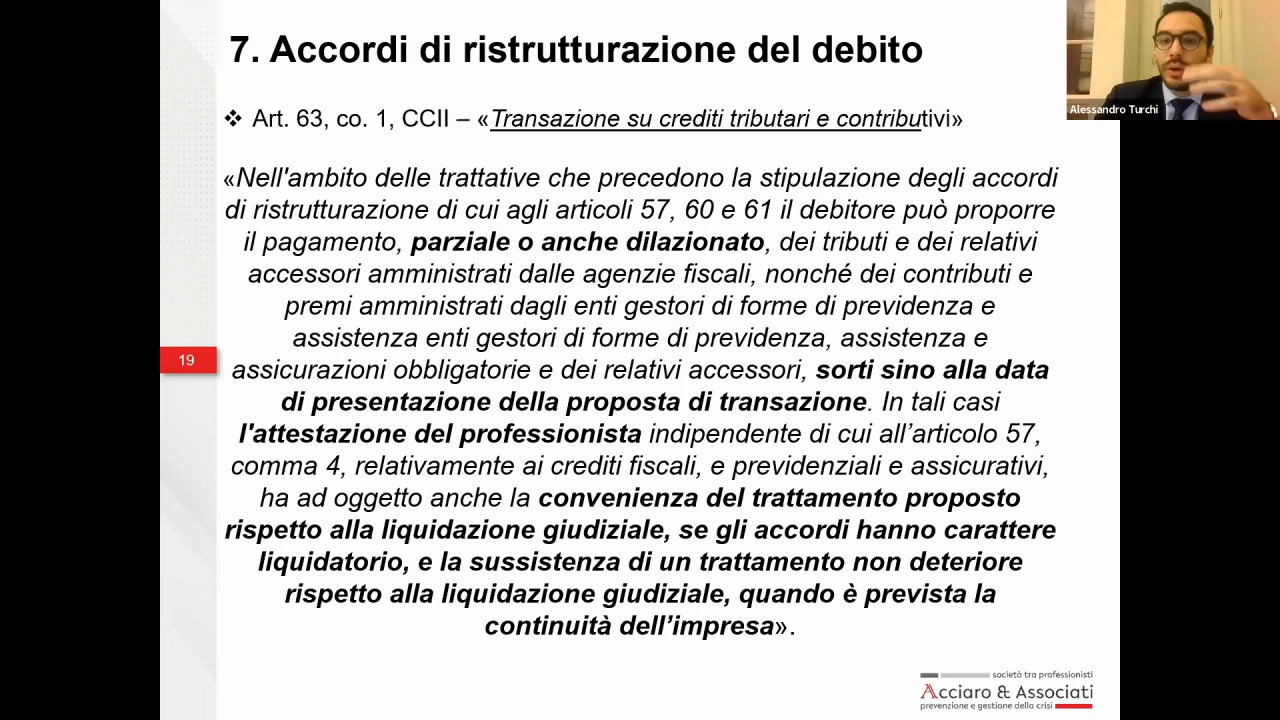 7. Accordi di ristrutturazione del debito
Alessandro Turchi
❖ Art. 63, co. 1, CCII – «Transazione su crediti tributari e contributivi»
«Nell'ambito delle trattative che precedono la stipulazione degli accordi
di ristrutturazione di cui agli articoli 57, 60 e 61 il debitore può proporre
il pagamento, parziale o anche dilazionato, dei tributi e dei relativi
accessori amministrati dalle agenzie fiscali, nonché dei contributi e
premi amministrati dagli enti gestori di forme di previdenza e
assistenza enti gestori di forme di previdenza, assistenza e
assicurazioni obbligatorie e dei relativi accessori, sorti sino alla data
di presentazione della proposta di transazione. In tali casi
l'attestazione del professionista indipendente di cui all’articolo 57,
comma 4, relativamente ai crediti fiscali, e previdenziali e assicurativi,
ha ad oggetto anche la convenienza del trattamento proposto
rispetto alla liquidazione giudiziale, se gli accordi hanno carattere
liquidatorio, e la sussistenza di un trattamento non deteriore
rispetto alla liquidazione giudiziale, quando è prevista la
continuità dell’impresa».
19
società tra professionisti
Acciaro & Associati
prevenzione e gestione della crisi